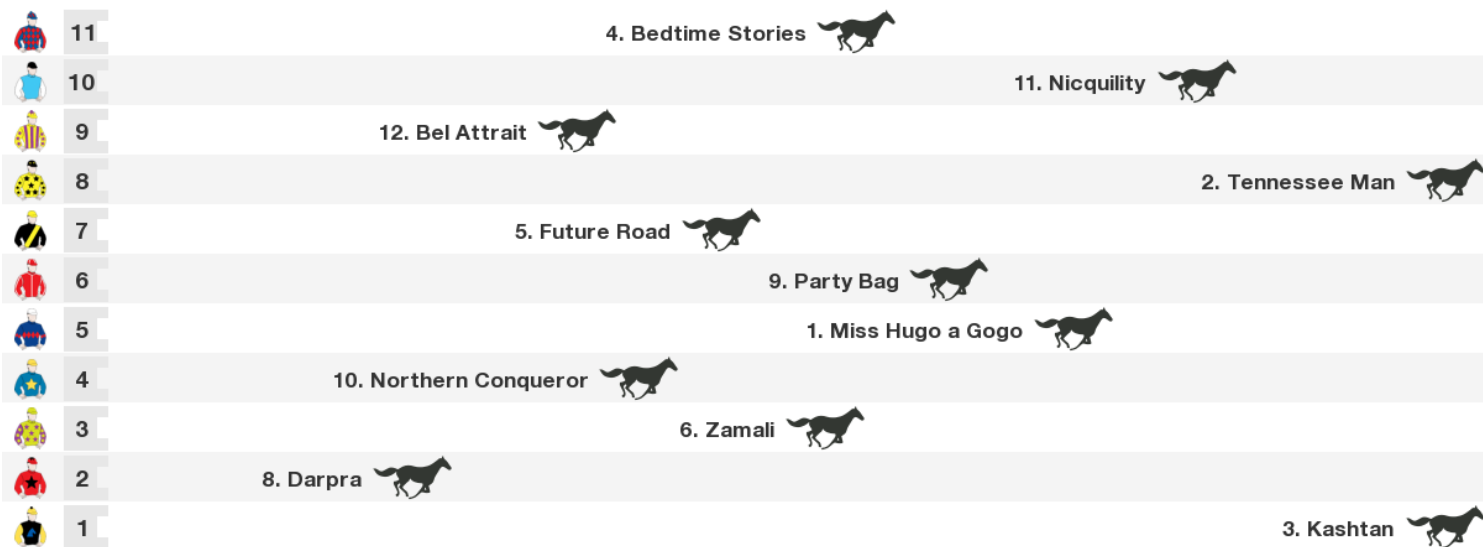 11 4. Bedtime Stories
10 11. Nicquility
9 12. Bel Attrait
8 2. Tennessee Man
7 5. Future Road
6 9. Party Bag
5 1. Miss Hugo a Gogo
4 10. Northern Conqueror
3 6. Zamali
2 8. Darpra
1 3. Kashtan